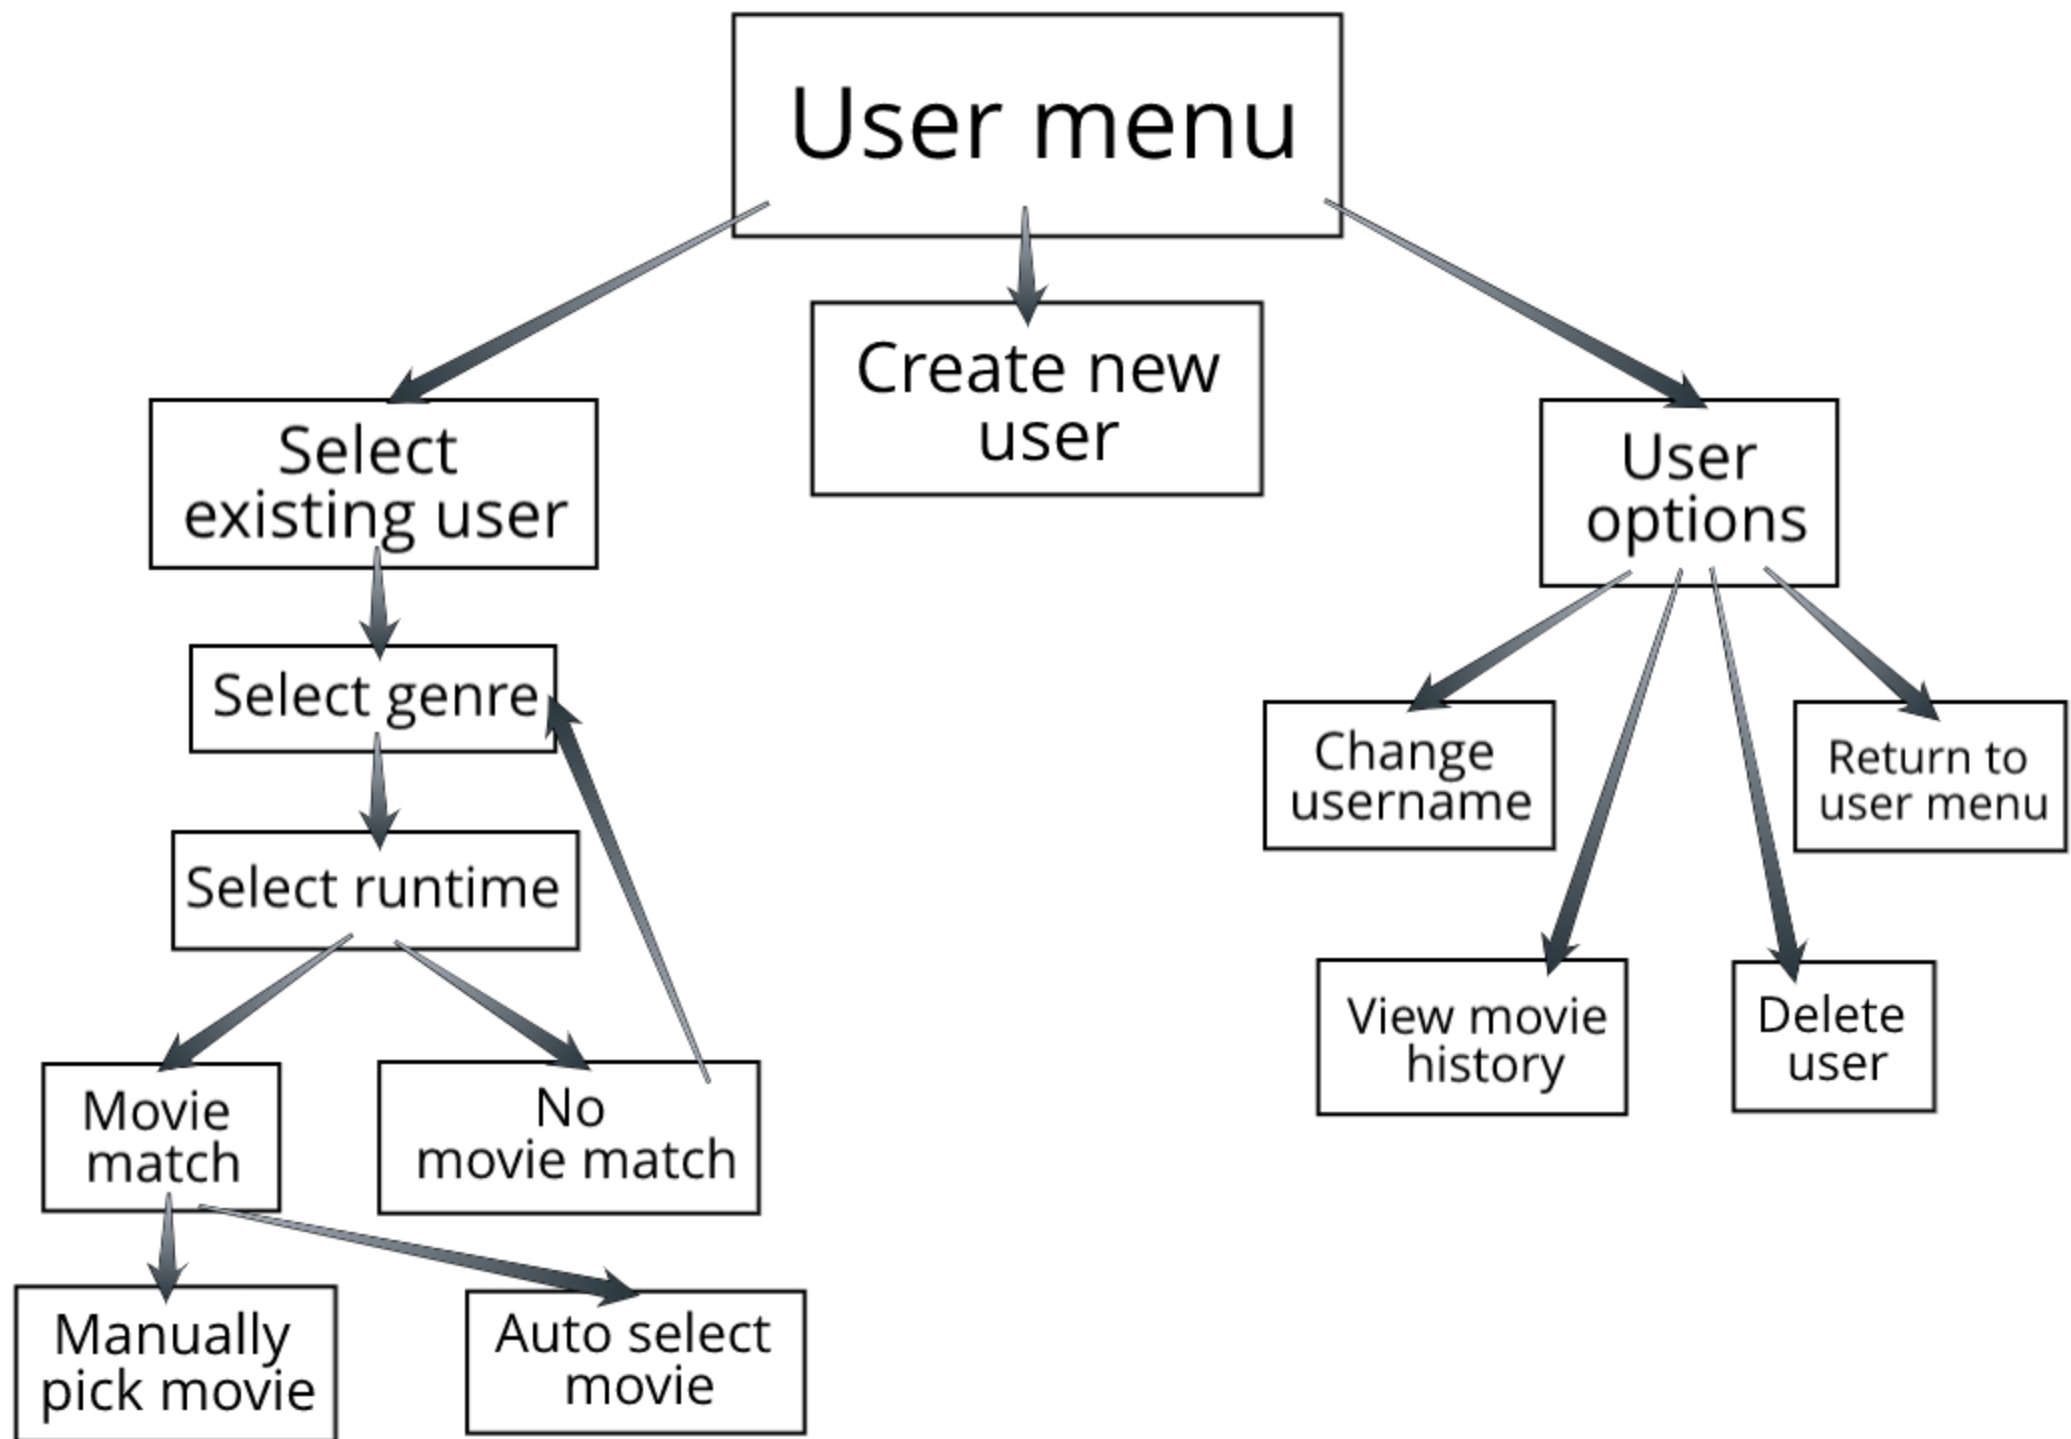 User menu
Create new
user
Select
existing user
User
options
Select genre
Change
username
Return to
user menu
Select runtime
View movie
history
Delete
user
Movie
match
No
movie match
Manually
pick movie
Auto select
movie